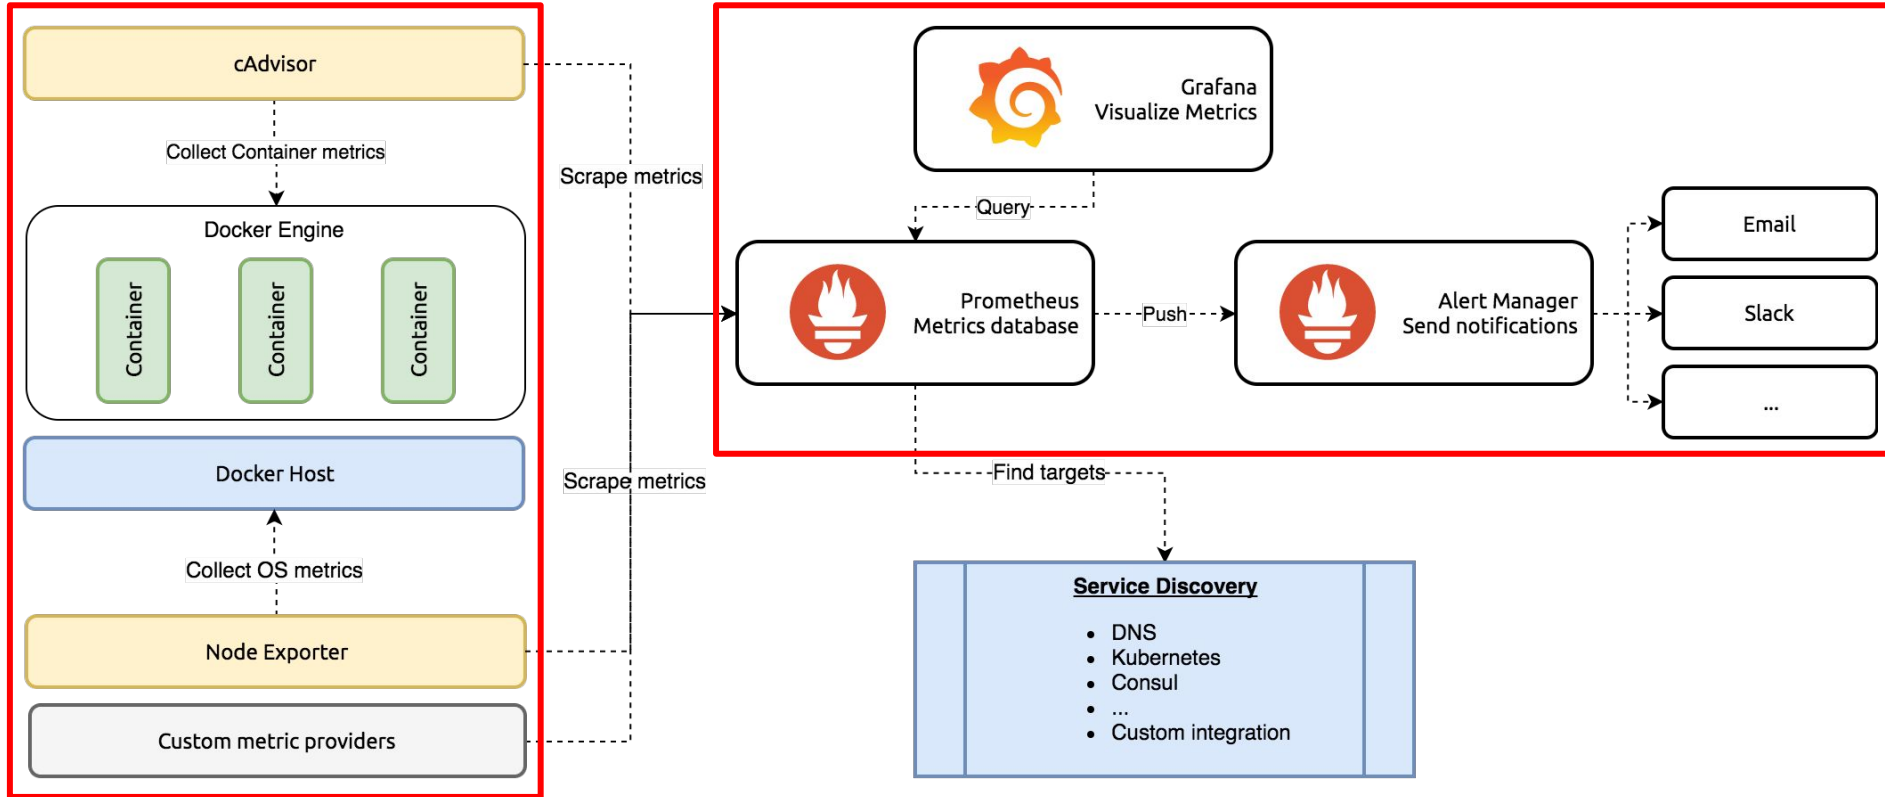 cAdvisor
Collect Container metrics
Docker Engine
Container
Container
Container
Docker Host
Collect OS metrics
Node Exporter
Custom metric providers
Scrape metrics
Scrape metrics
Grafana
Visualize Metrics
Query
Prometheus
Metrics database
Push
Alert Manager
Send notifications
Email
Slack
...
Find targets
Service Discovery
• DNS
• Kubernetes
• Consul
• ...
• Custom integration